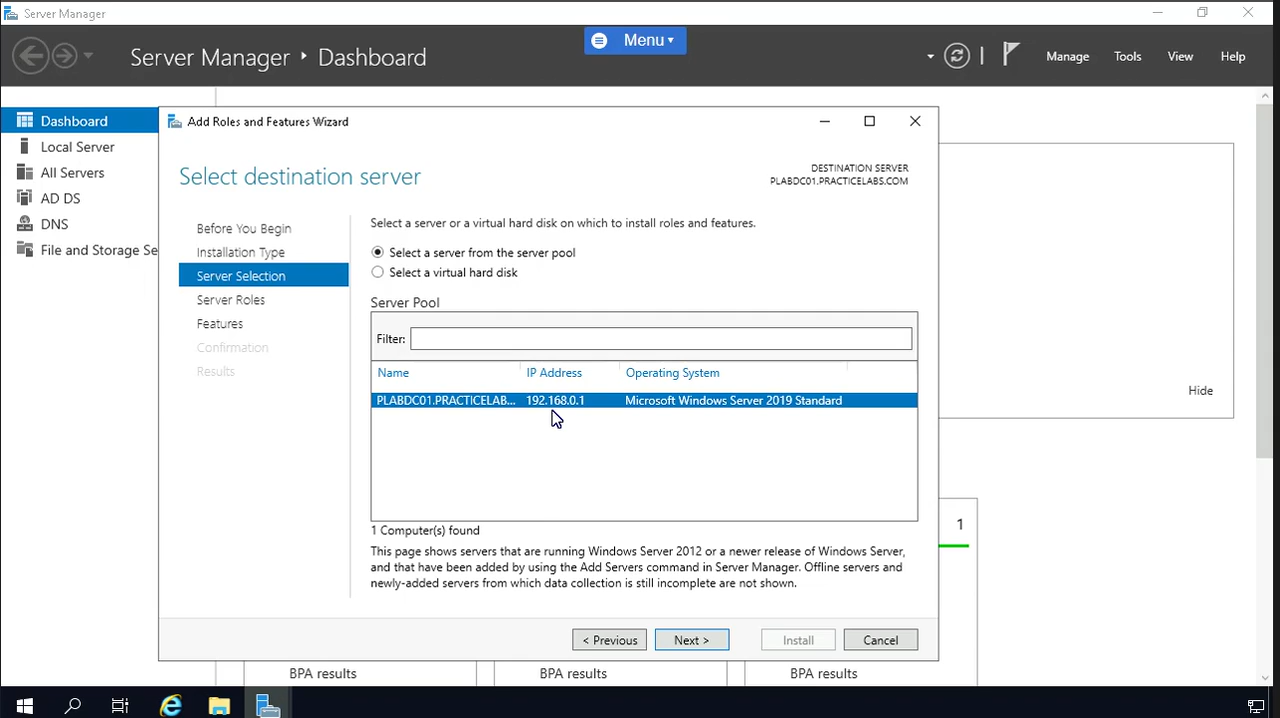 Server Manager
Menu
Server Manager
Dashboard
Manage
Tools
View
Help
Dashboard
Local Server
All Servers
AD DS
DNS
File and Storage Se
Add Roles and Features Wizard
Select destination server
DESTINATION SERVER
PLABDC01.PRACTICELABS.COM
Before You Begin
Installation Type
Server Selection
Server Roles
Features
Confirmation
Results
Select a server or a virtual hard disk on which to install roles and features.
Select a server from the server pool
Select a virtual hard disk
Server Pool
Filter:
Name IP Address Operating System
PLABDC01.PRACTICELAB... 192.168.0.1 Microsoft Windows Server 2019 Standard
1 Computer(s) found
This page shows servers that are running Windows Server 2012 or a newer release of Windows Server,
and that have been added by using the Add Servers command in Server Manager. Offline servers and
newly-added servers from which data collection is still incomplete are not shown.
< Previous
Next >
Install
Cancel
Hide
1
BPA results
BPA results
BPA results